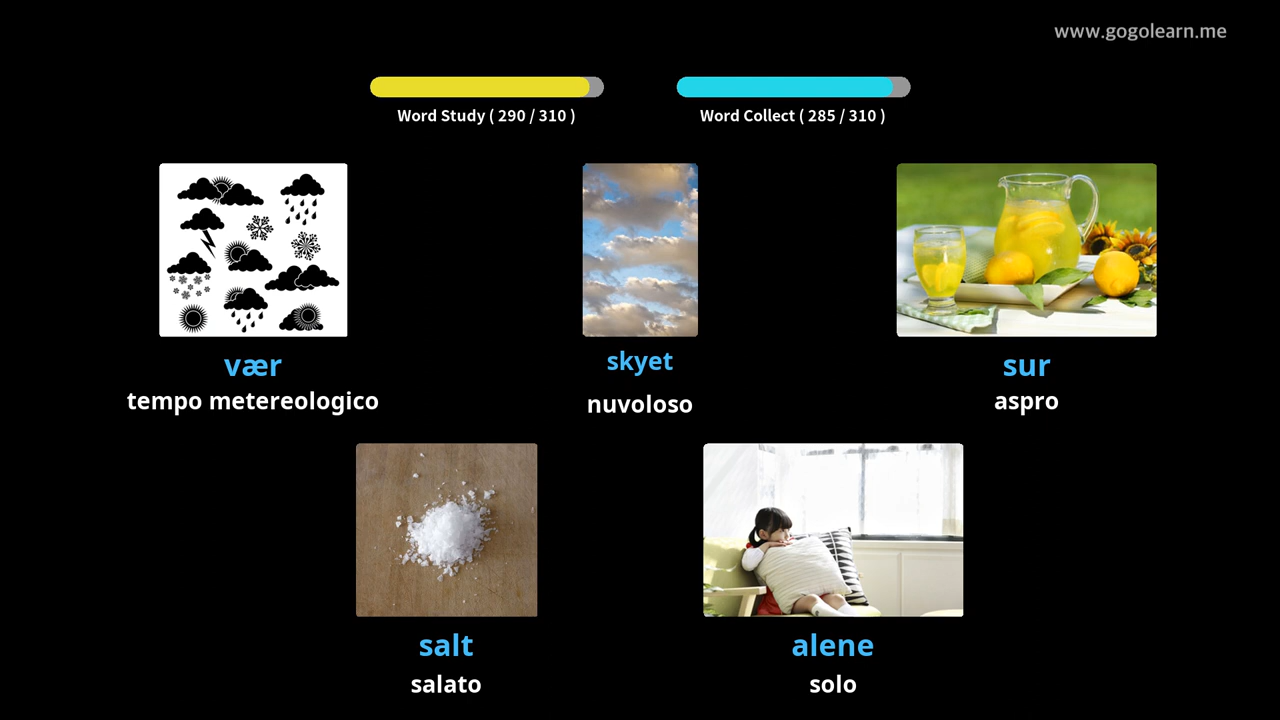 www.gogolearn.me
Word Study ( 290 / 310 )
Word Collect ( 285 / 310 )
vær
tempo metereologico
skyet
nuvoloso
sur
aspro
salt
salato
alene
solo